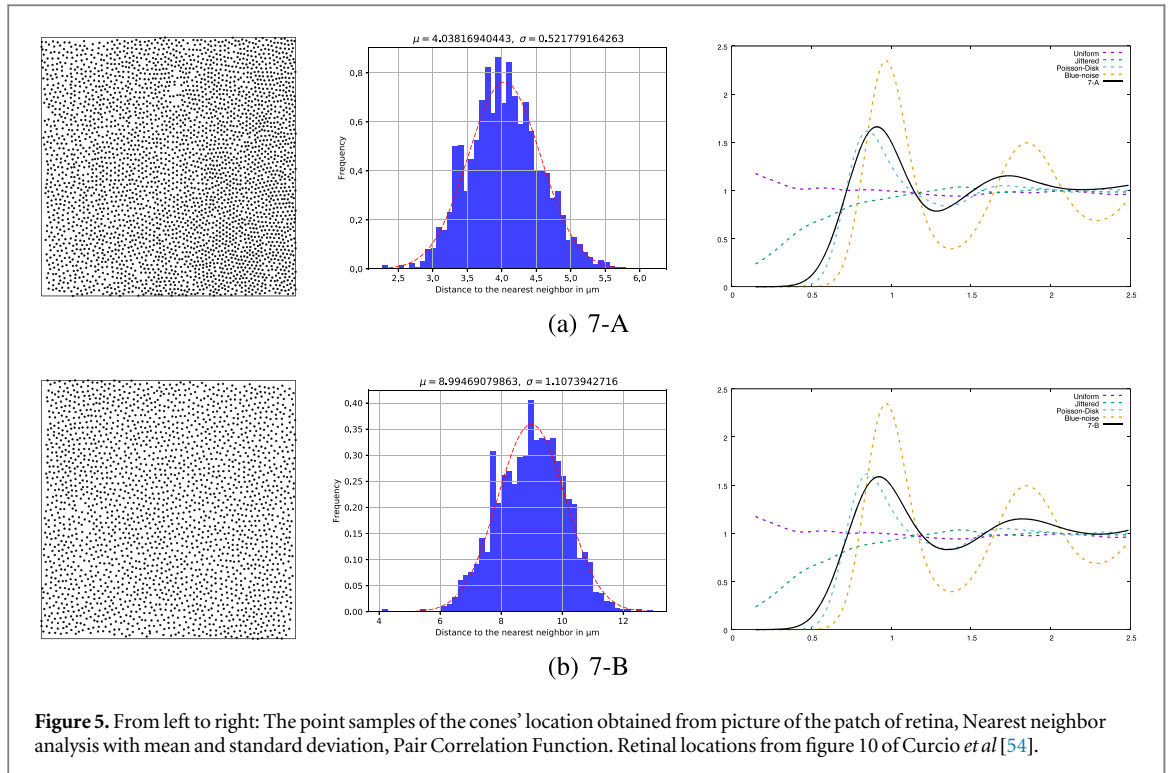 μ = 4.03816940443, σ = 0.521779164263
Frequency
0,8
0,6
0,4
0,2
0,0
2,5 3,0 3,5 4,0 4,5 5,0 5,5 6,0
Distance to the nearest neighbor in μm
2.5
2
1.5
1
0.5
0
0 0.5 1 1.5 2 2.5
Uniform
Jittered
Poisson-Disk
Blue-noise
7-A
(a) 7-A
μ = 8.99469079863, σ = 1.1073942716
Frequency
0,40
0,35
0,30
0,25
0,20
0,15
0,10
0,05
0,00
4 6 8 10 12
Distance to the nearest neighbor in μm
2.5
2
1.5
1
0.5
0
0 0.5 1 1.5 2 2.5
Uniform
Jittered
Poisson-Disk
Blue-noise
7-B
(b) 7-B
Figure 5. From left to right: The point samples of the cones' location obtained from picture of the patch of retina, Nearest neighbor
analysis with mean and standard deviation, Pair Correlation Function. Retinal locations from figure 10 of Curcio et al [54].